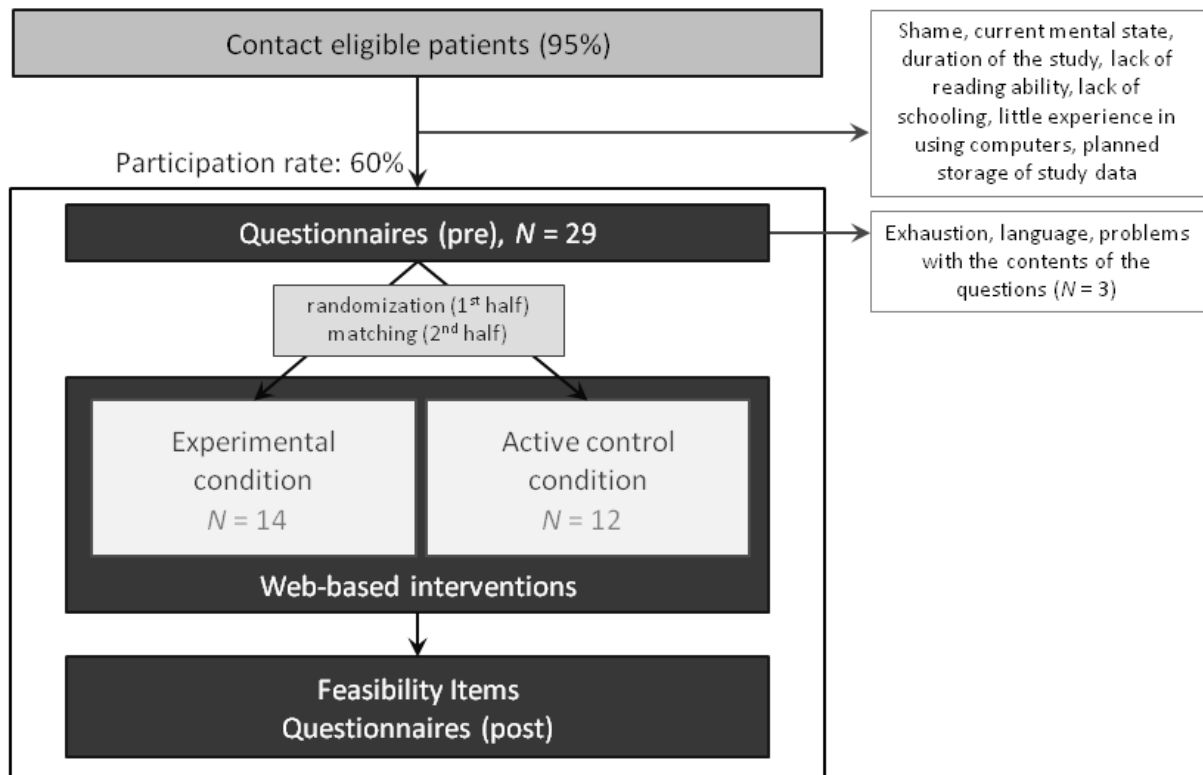 Contact eligible patients (95%)
Shame, current mental state,
duration of the study, lack of
reading ability, lack of
schooling, little experience in
using computers, planned
storage of study data
Participation rate: 60%
Questionnaires (pre), N = 29
Exhaustion, language, problems
with the contents of the
questions (N = 3)
randomization (1st half)
matching (2nd half)
Experimental
condition
N = 14
Active control
condition
N = 12
Web-based interventions
Feasibility Items
Questionnaires (post)